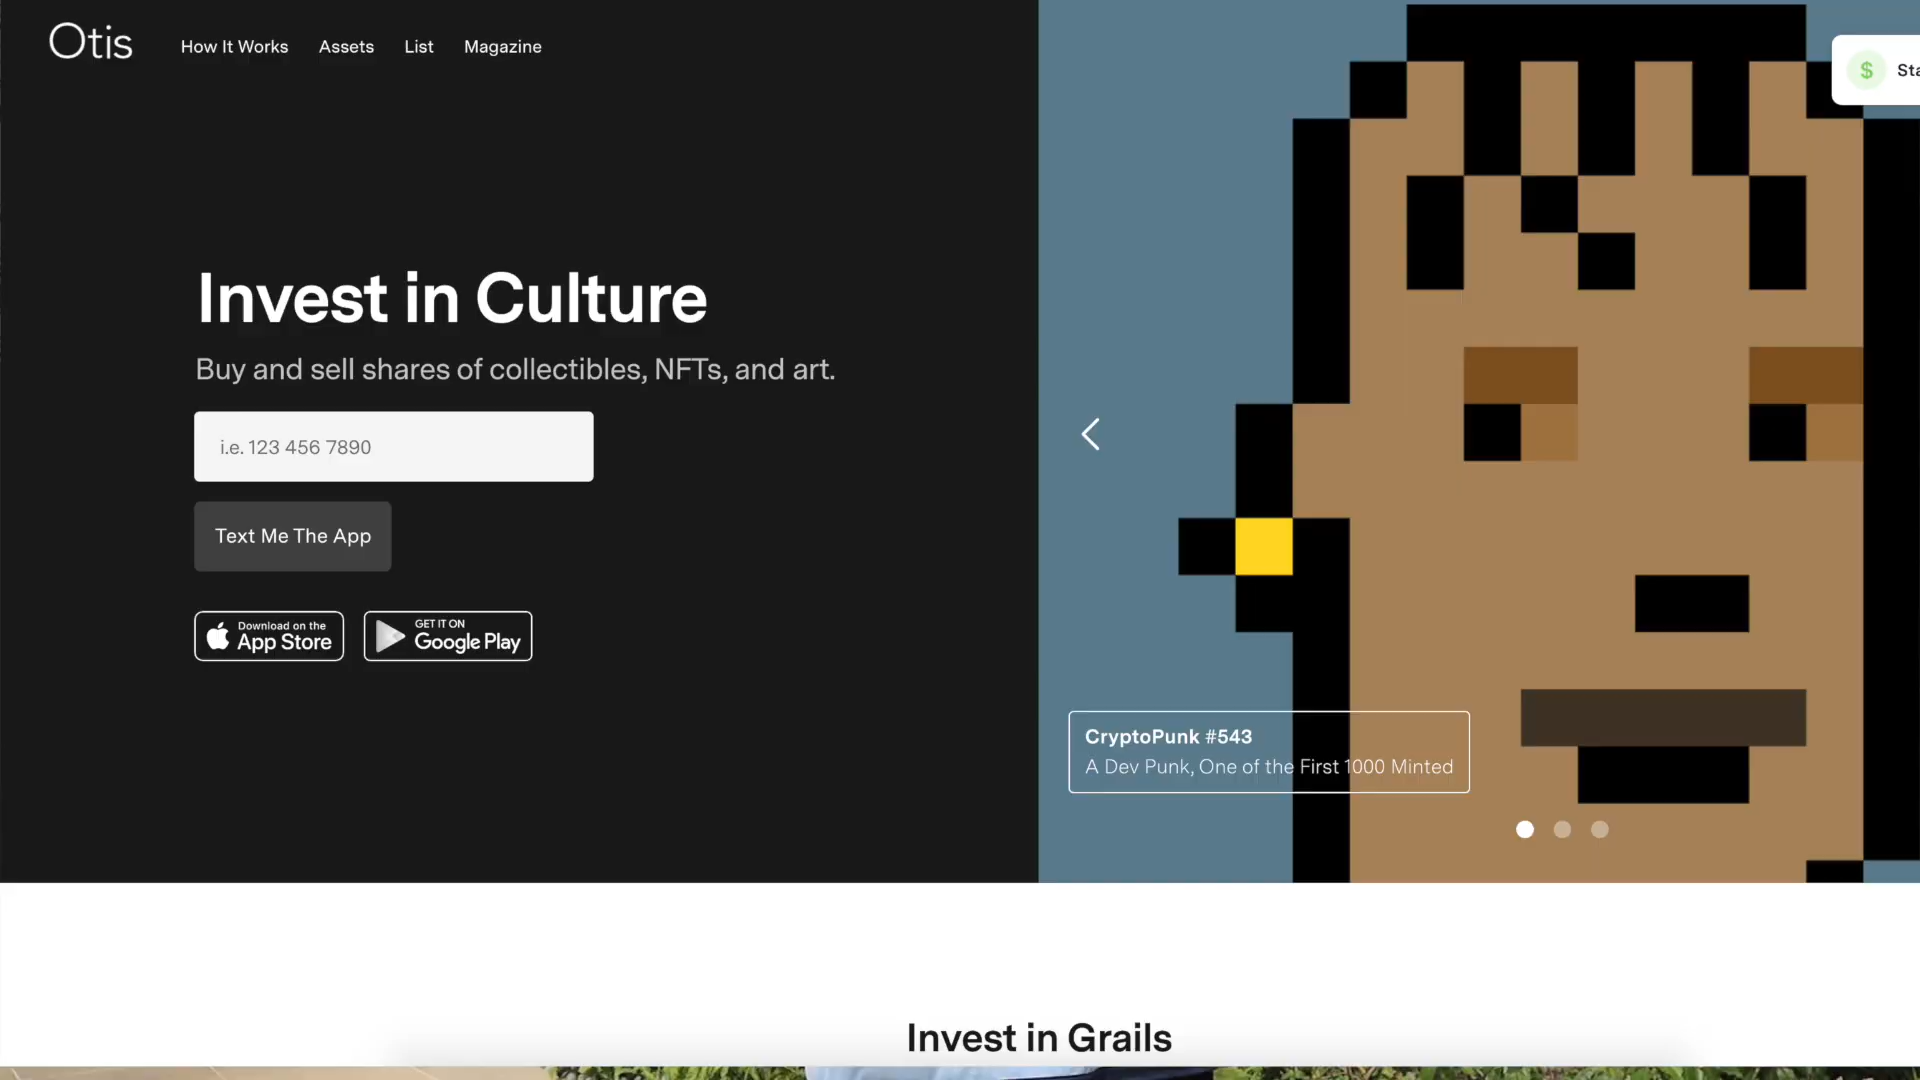 Otis
How It Works
Assets
List
Magazine
$
Invest in Culture
Buy and sell shares of collectibles, NFTs, and art.
i.e. 123 456 7890
Text Me The App
Download on the
App Store
GET IT ON
Google Play
CryptoPunk #543
A Dev Punk, One of the First 1000 Minted
Invest in Grails